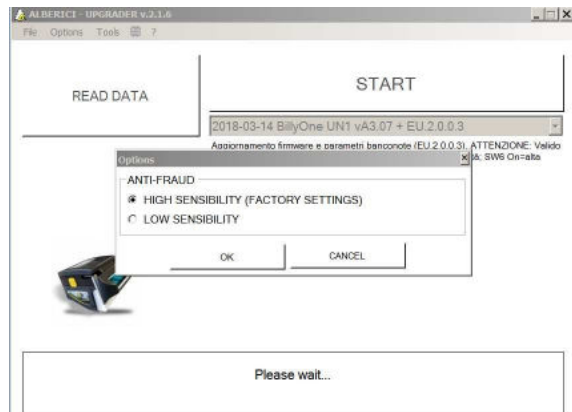 ALBERICI - UPGRADER v.2.1.6
File Options Tools ?
READ DATA
START
2018-03-14 BillyOne UN1 vA3.07 + EU.2.0.0.3
Aggiornamento firmware e parametri banconote (EU.2.0.0.3). ATTENZIONE: Valido
SW6 On=alta
Options
ANTI-FRAUD
HIGH SENSIBILITY (FACTORY SETTINGS)
LOW SENSIBILITY
OK
CANCEL
Please wait...